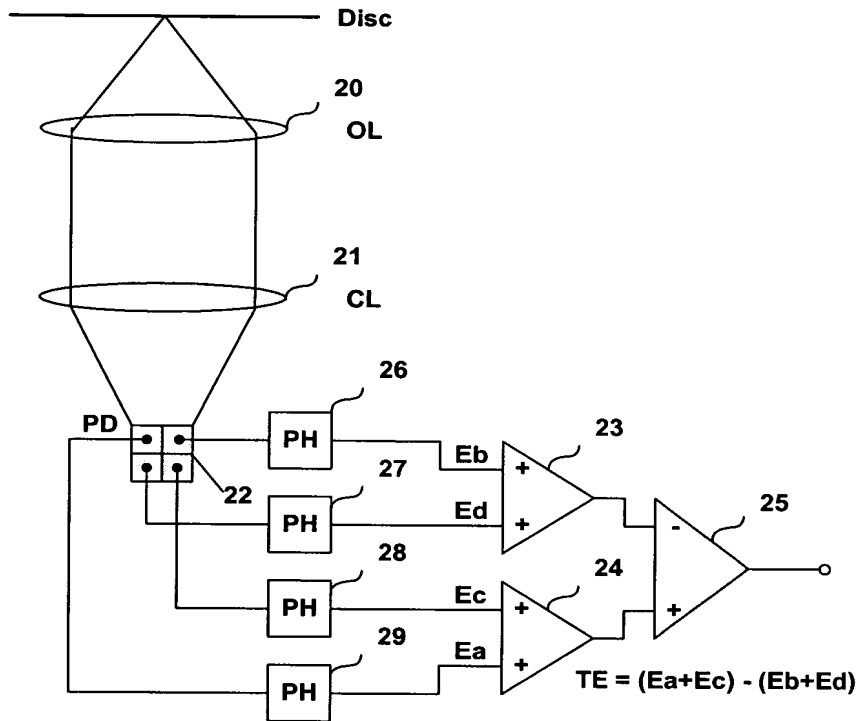 Disc
20
OL
21
CL
26
PD
PH
Eb
23
+
27
22
Ed
+
PH
25
-
28
24
Ec
+
PH
+
29
Ea
+
PH
TE = (Ea+Ec) - (Eb+Ed)